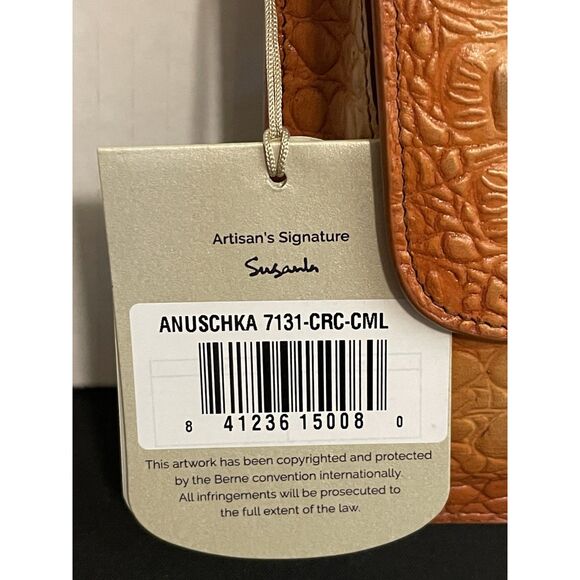 Artisan's Signature
ANUSCHKA 7131-CRC-CML
8 41236 15008 0
This artwork has been copyrighted and protected
by the Berne convention internationally.
All infringements will be prosecuted to
the full extent of the law.